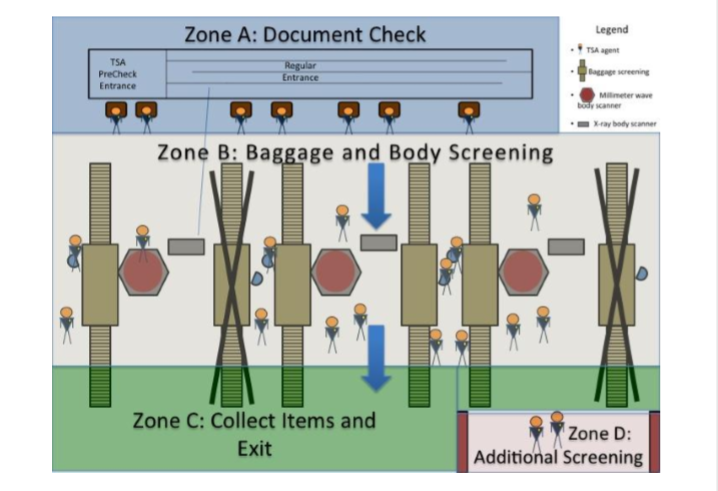 Zone A: Document Check
TSA
PreCheck
Entrance
Regular
Entrance
Legend
TSA agent
Baggage screening
Millimeter wave
body scanner
X-ray body scanner
Zone B: Baggage and Body Screening
Zone C: Collect Items and
Exit
Zone D:
Additional Screening